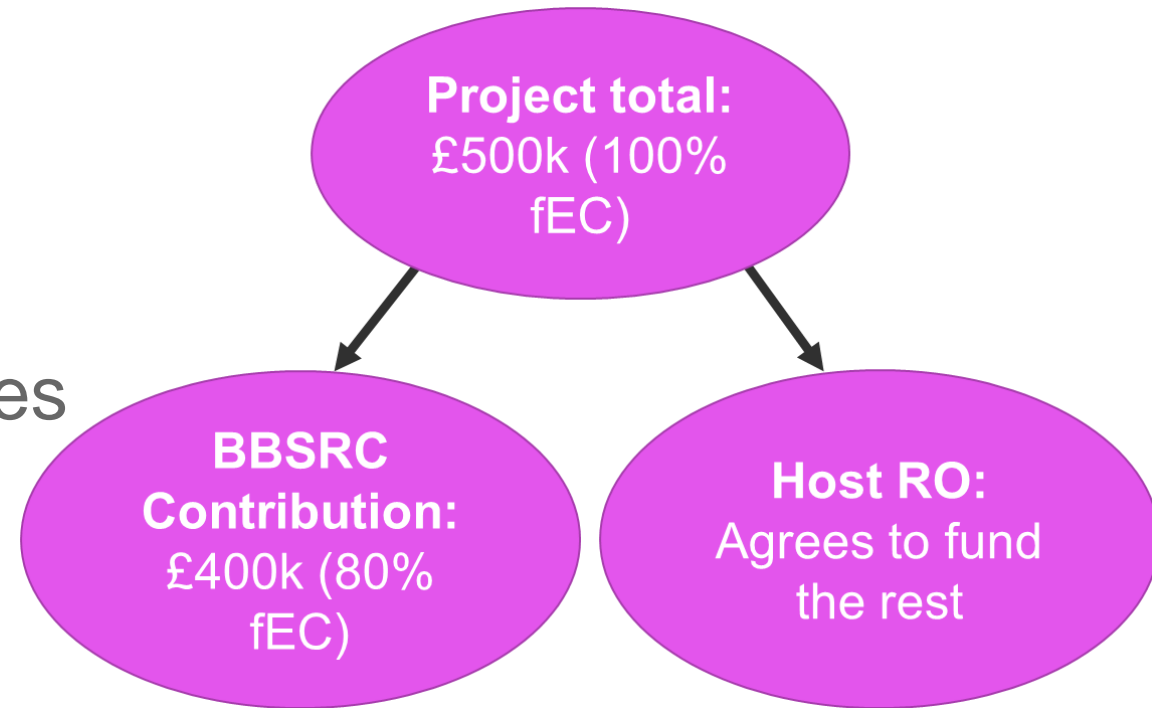 Project total:
£500k (100%
fEC)
es
BBSRC
Contribution:
£400k (80%
fEC)
Host RO:
Agrees to fund
the rest